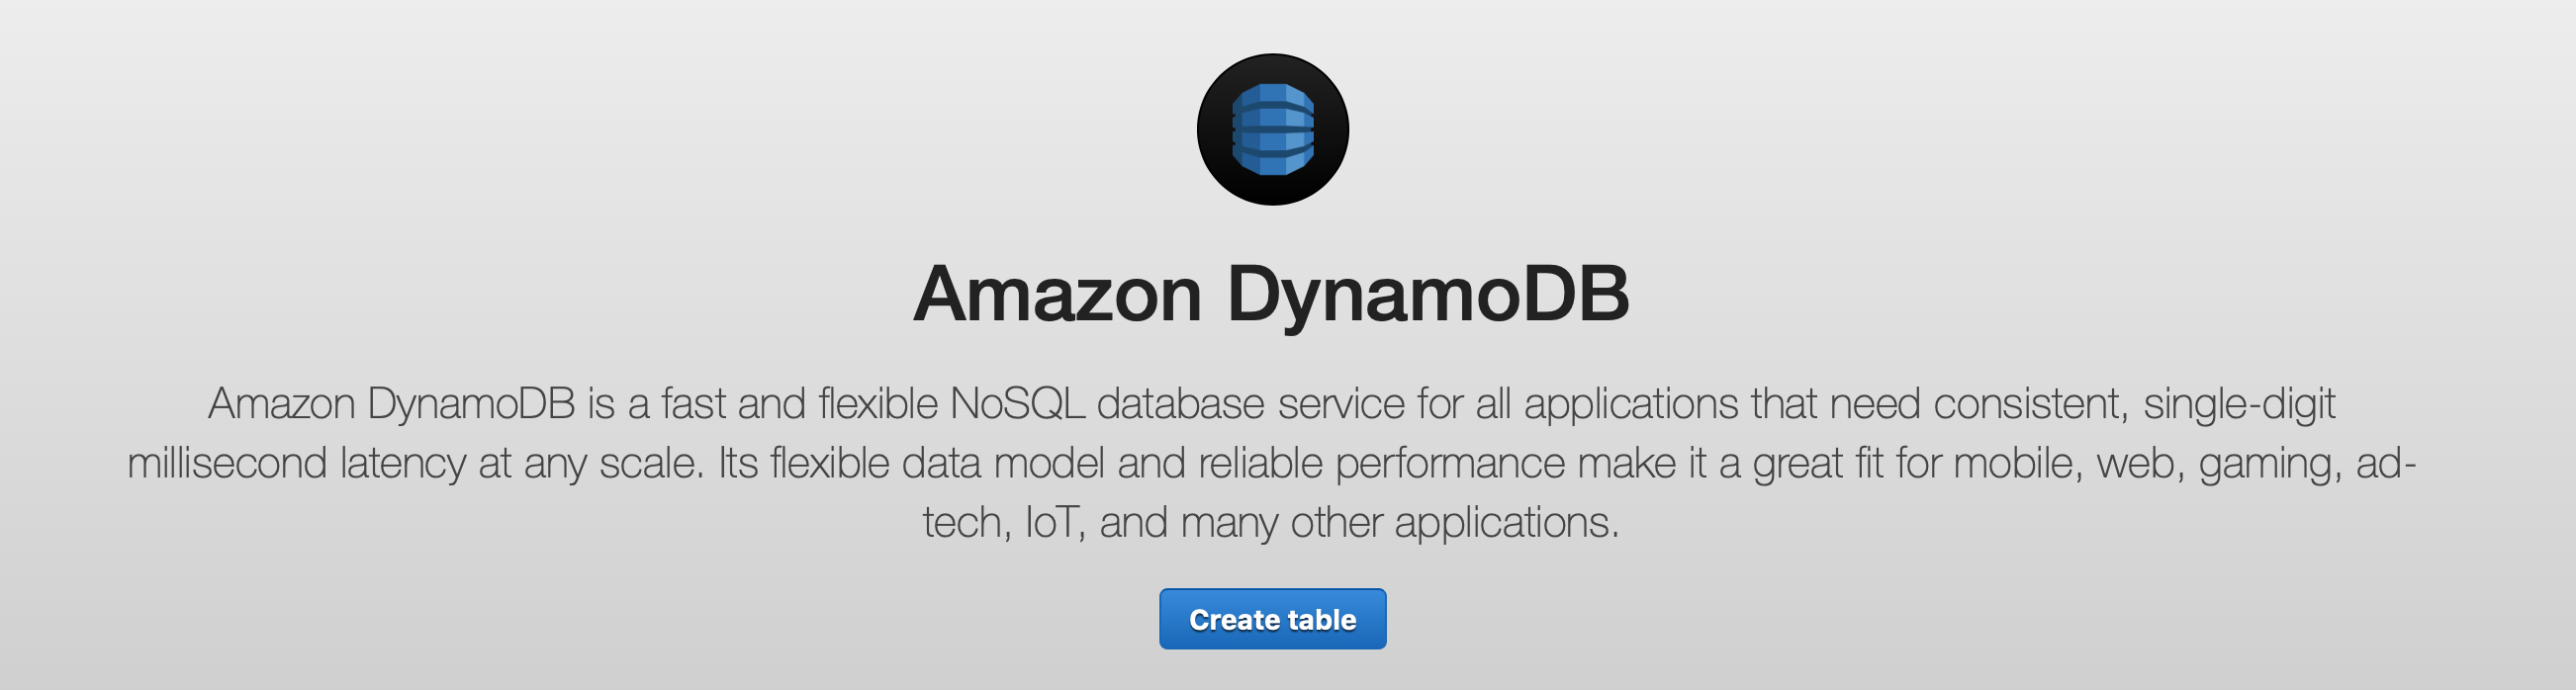 Amazon DynamoDB
Amazon DynamoDB is a fast and flexible NoSQL database service for all applications that need consistent, single-digit
millisecond latency at any scale. Its flexible data model and reliable performance make it a great fit for mobile, web, gaming, ad-
tech, IoT, and many other applications.
Create table